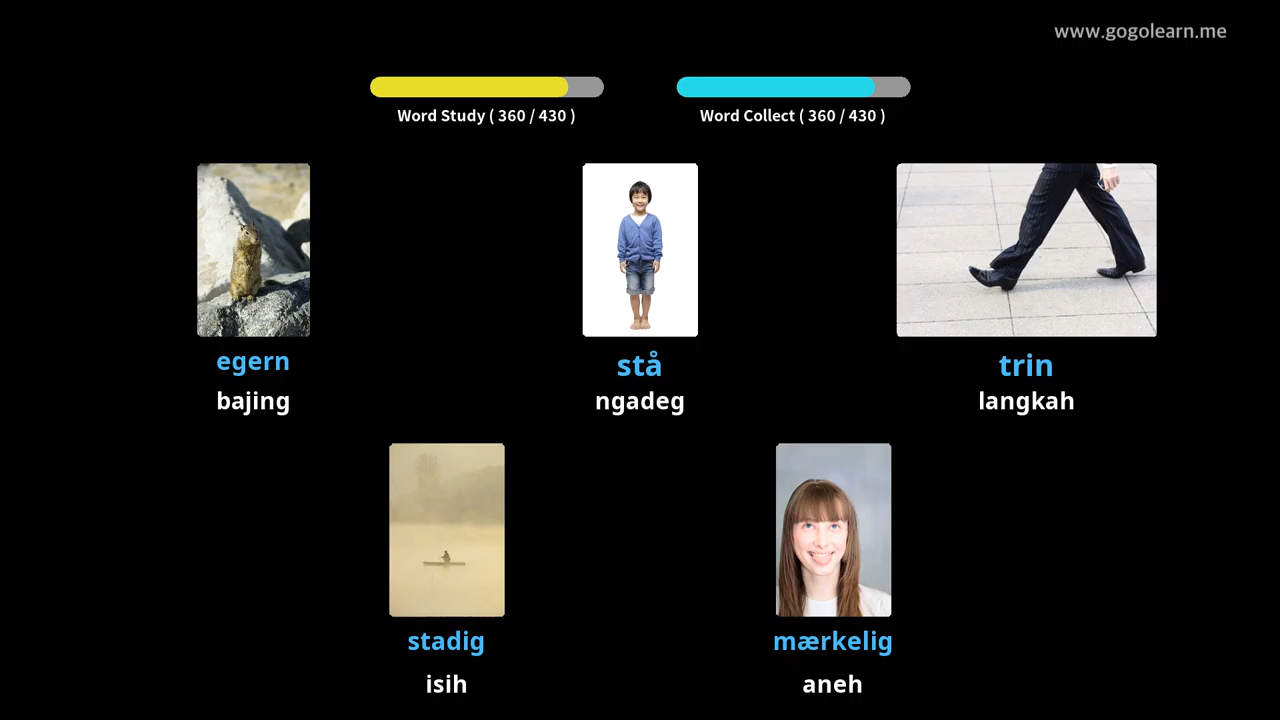 www.gogolearn.me
Word Study ( 360 / 430 )
Word Collect ( 360 / 430 )
egern
stå
trin
bajing
ngadeg
langkah
stadig
mærkelig
isih
aneh